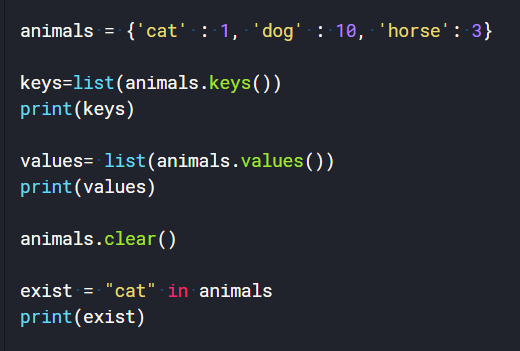 animals = {'cat' : 1, 'dog' : 10, 'horse': 3}
keys=list(animals.keys())
print(keys)
values= list(animals.values())
print(values)
animals.clear()
exist = "cat" in animals
print(exist)